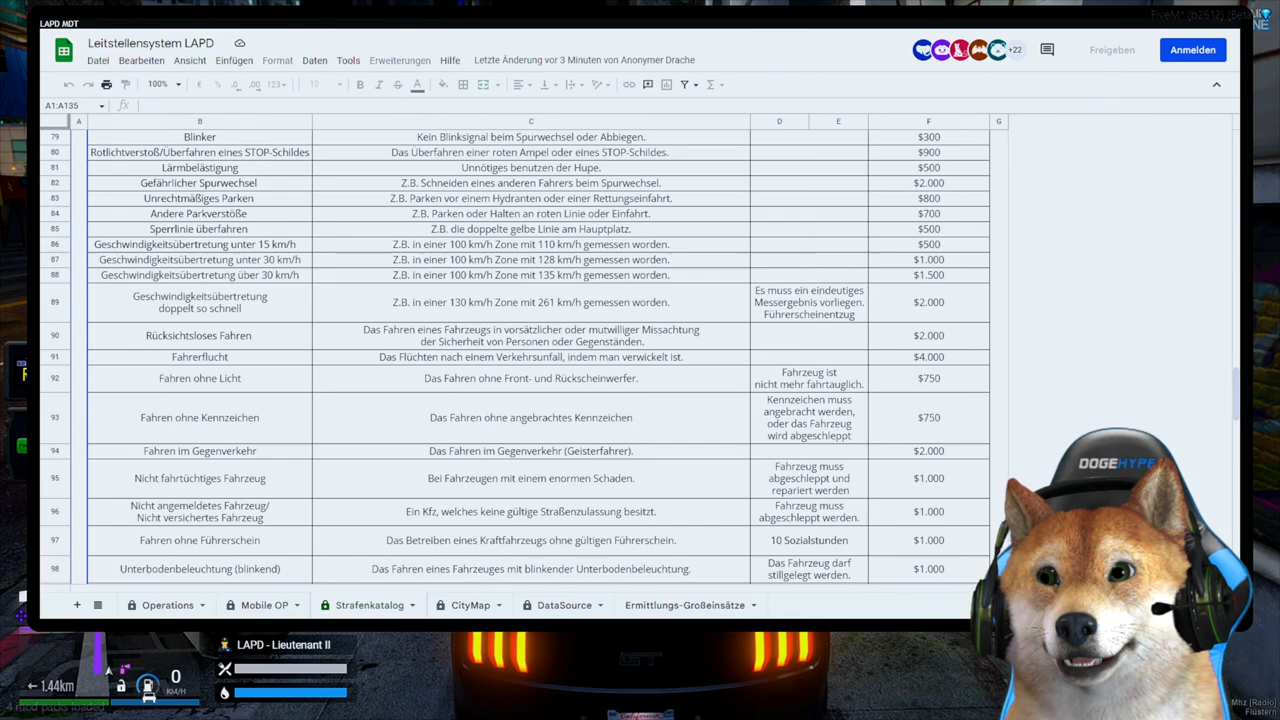 LAPD MDT
FiveM* (b2612) (Beta)
Leitstellensystem LAPD
+22
Freigeben
Anmelden
Datei Bearbeiten Ansicht Einfügen Format Daten Tools Erweiterungen Hilfe Letzte Änderung vor 3 Minuten von Anonymer Drache
100% € % .0 .00 123 10 B I S A
A1:A135 fx
A B C D E F G
79 Blinker Kein Blinksignal beim Spurwechsel oder Abbiegen. $300
80 Rotlichtverstoß/Überfahren eines STOP-Schildes Das Überfahren einer roten Ampel oder eines STOP-Schildes. $900
81 Lärmbelästigung Unnötiges benutzen der Hupe. $500
82 Gefährlicher Spurwechsel Z.B. Schneiden eines anderen Fahrers beim Spurwechsel. $2.000
83 Unrechtmäßiges Parken Z.B. Parken vor einem Hydranten oder einer Rettungseinfahrt. $800
84 Andere Parkverstöße Z.B. Parken oder Halten an roten Linie oder Einfahrt. $700
85 Sperrlinie überfahren Z.B. die doppelte gelbe Linie am Hauptplatz. $500
86 Geschwindigkeitsübertretung unter 15 km/h Z.B. in einer 100 km/h Zone mit 110 km/h gemessen worden. $500
87 Geschwindigkeitsübertretung unter 30 km/h Z.B. in einer 100 km/h Zone mit 128 km/h gemessen worden. $1.000
88 Geschwindigkeitsübertretung über 30 km/h Z.B. in einer 100 km/h Zone mit 135 km/h gemessen worden. $1.500
Geschwindigkeitsübertretung Es muss ein eindeutiges
89 doppelt so schnell Z.B. in einer 130 km/h Zone mit 261 km/h gemessen worden. Messergebnis vorliegen. $2.000
Führerscheinentzug
90 Rücksichtsloses Fahren Das Fahren eines Fahrzeugs in vorsätzlicher oder mutwilliger Missachtung $2.000
der Sicherheit von Personen oder Gegenständen.
91 Fahrerflucht Das Flüchten nach einem Verkehrsunfall, indem man verwickelt ist. $4.000
92 Fahren ohne Licht Das Fahren ohne Front- und Rückscheinwerfer. Fahrzeug ist $750
nicht mehr fahrtauglich.
Kennzeichen muss
93 Fahren ohne Kennzeichen Das Fahren ohne angebrachtes Kennzeichen angebracht werden, $750
oder das Fahrzeug
wird abgeschleppt
94 Fahren im Gegenverkehr Das Fahren im Gegenverkehr (Geisterfahrer). $2.000
Fahrzeug muss
95 Nicht fahrtüchtiges Fahrzeug Bei Fahrzeugen mit einem enormen Schaden. abgeschleppt und $1.000
repariert werden
96 Nicht angemeldetes Fahrzeug/ Ein Kfz, welches keine gültige Straßenzulassung besitzt. Fahrzeug muss $1.000
Nicht versichertes Fahrzeug abgeschleppt werden.
97 Fahren ohne Führerschein Das Betreiben eines Kraftfahrzeugs ohne gültigen Führerschein. 10 Sozialstunden $1.000
98 Unterbodenbeleuchtung (blinkend) Das Fahren eines Fahrzeuges mit blinkender Unterbodenbeleuchtung. Das Fahrzeug darf $1.000
stillgelegt werden.
Operations Mobile OP Strafenkatalog CityMap DataSource Ermittlungs-Großeinsätze
DOGEHYPE
LAPD - Lieutenant II
GT
1.44km
0
KM/H
4 mod packs loaded
Mhz [Radio]
Flüstern